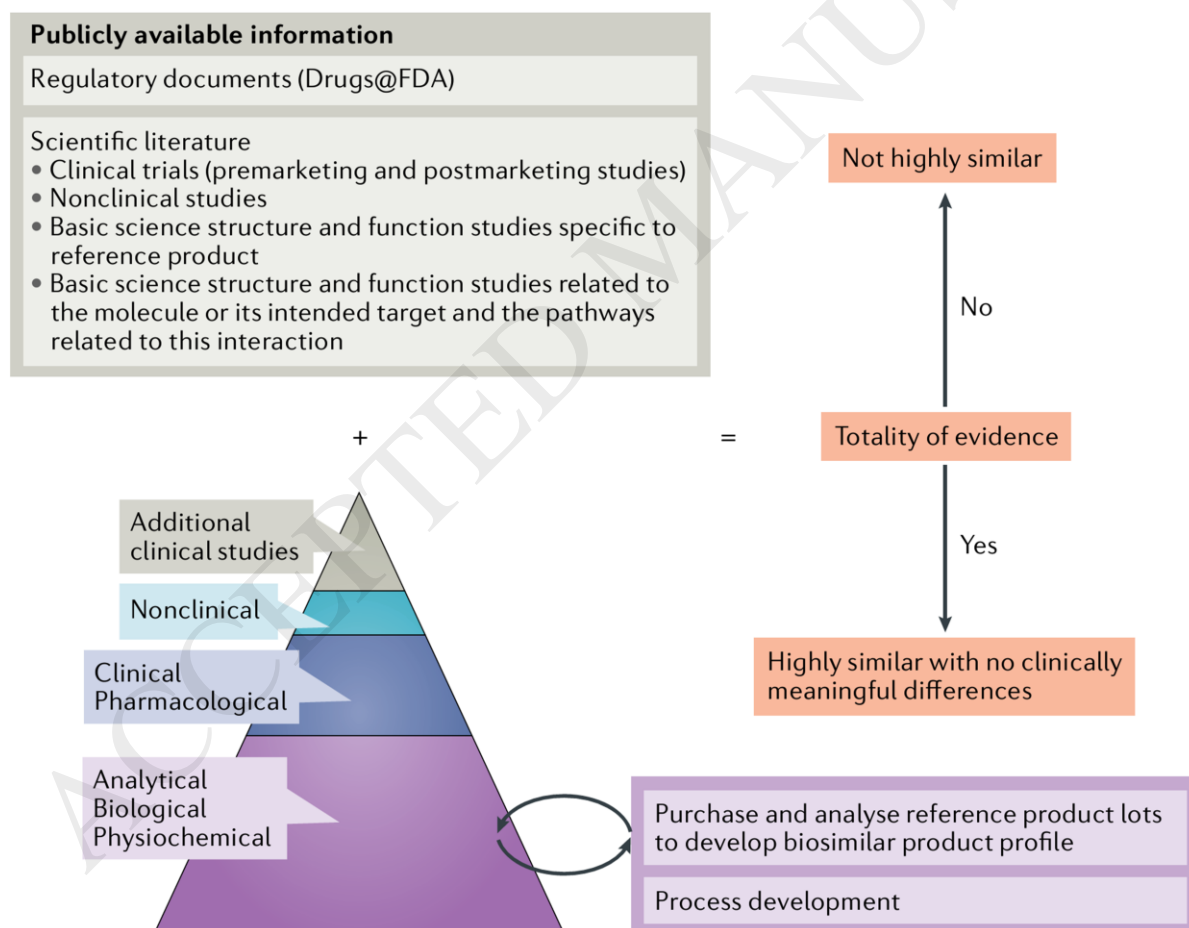 Publicly available information
Regulatory documents (Drugs@FDA)
Scientific literature
• Clinical trials (premarketing and postmarketing studies)
• Nonclinical studies
• Basic science structure and function studies specific to
reference product
• Basic science structure and function studies related to
the molecule or its intended target and the pathways
related to this interaction
+
=
Not highly similar
No
Totality of evidence
Yes
Highly similar with no clinically
meaningful differences
Additional
clinical studies
Nonclinical
Clinical
Pharmacological
Analytical
Biological
Physiochemical
Purchase and analyse reference product lots
to develop biosimilar product profile
Process development
ACCEPTED MANU